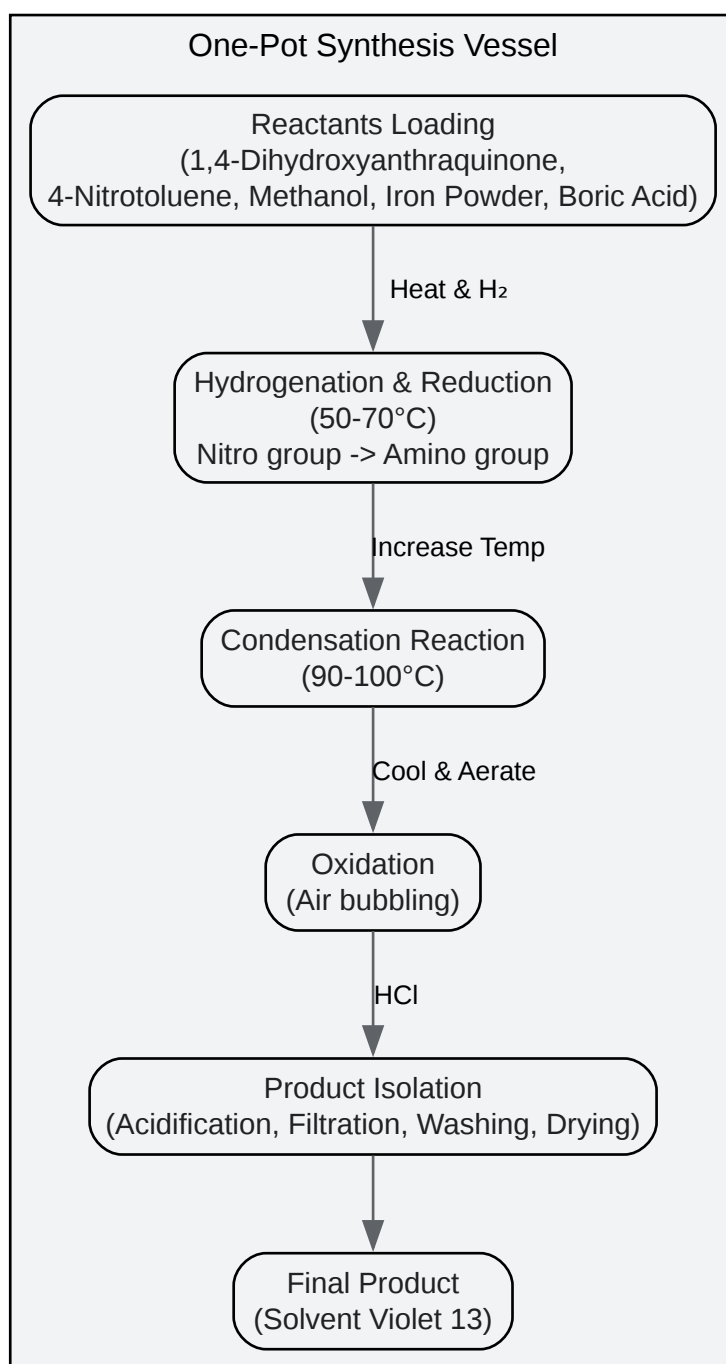 One-Pot Synthesis Vessel
Reactants Loading
(1,4-Dihydroxyanthraquinone,
4-Nitrotoluene, Methanol, Iron Powder, Boric Acid)
Heat & H₂
Hydrogenation & Reduction
(50-70°C)
Nitro group -> Amino group
Increase Temp
Condensation Reaction
(90-100°C)
Cool & Aerate
Oxidation
(Air bubbling)
HCl
Product Isolation
(Acidification, Filtration, Washing, Drying)
Final Product
(Solvent Violet 13)